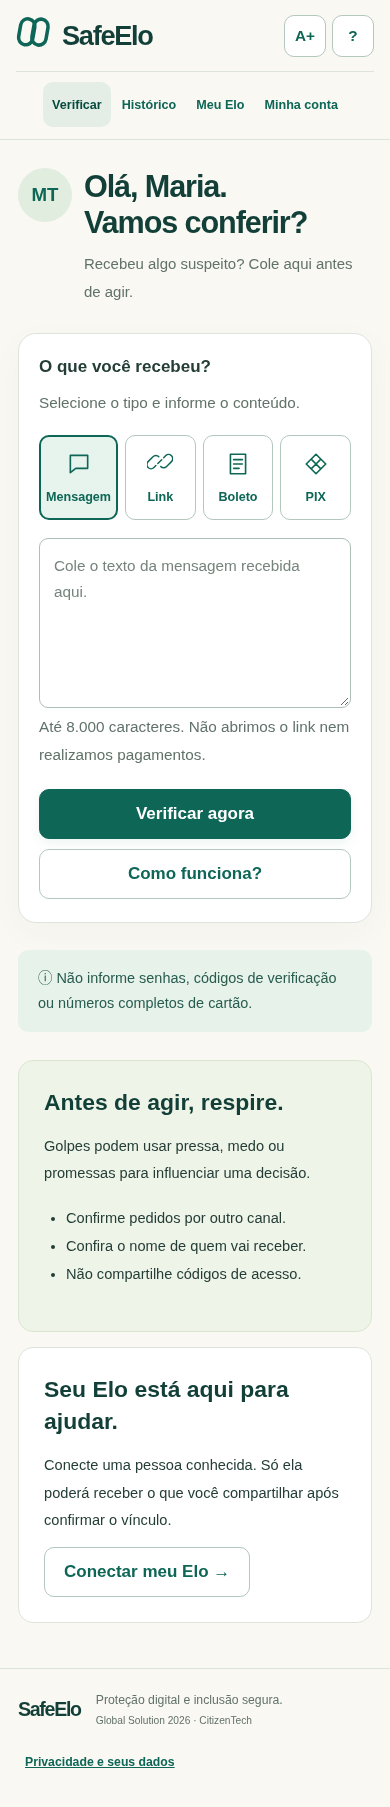 SafeElo
A+
?
Verificar
Histórico
Meu Elo
Minha conta
MT
Olá, Maria.
Vamos conferir?
Recebeu algo suspeito? Cole aqui antes
de agir.
O que você recebeu?
Selecione o tipo e informe o conteúdo.
Mensagem
Link
Boleto
PIX
Cole o texto da mensagem recebida
aqui.
Até 8.000 caracteres. Não abrimos o link nem
realizamos pagamentos.
Verificar agora
Como funciona?
ⓘ Não informe senhas, códigos de verificação
ou números completos de cartão.
Antes de agir, respire.
Golpes podem usar pressa, medo ou
promessas para influenciar uma decisão.
• Confirme pedidos por outro canal.
• Confira o nome de quem vai receber.
• Não compartilhe códigos de acesso.
Seu Elo está aqui para
ajudar.
Conecte uma pessoa conhecida. Só ela
poderá receber o que você compartilhar após
confirmar o vínculo.
Conectar meu Elo →
SafeElo
Proteção digital e inclusão segura.
Global Solution 2026 · CitizenTech
Privacidade e seus dados